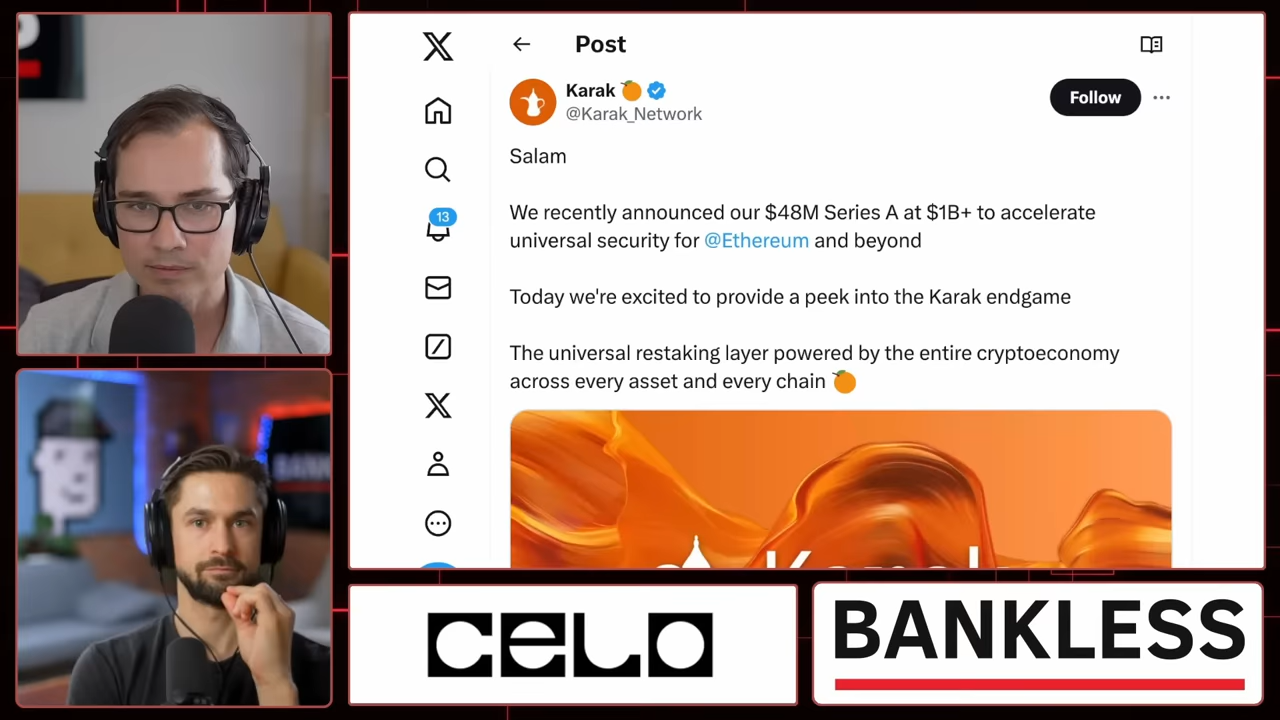 Post
Karak
@Karak_Network
Follow
13
Salam
We recently announced our $48M Series A at $1B+ to accelerate
universal security for @Ethereum and beyond
Today we're excited to provide a peek into the Karak endgame
The universal restaking layer powered by the entire cryptoeconomy
across every asset and every chain
Karak
CELO
BANKLESS